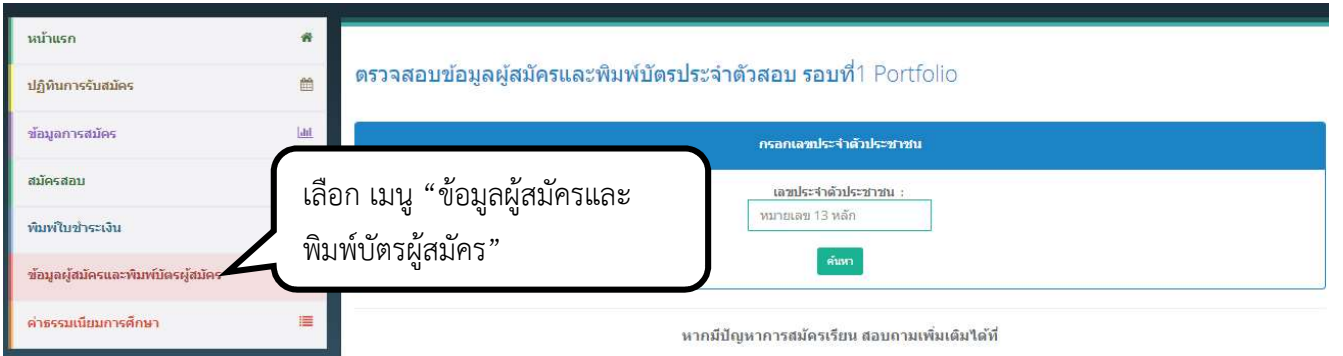 หน้าแรก
ปฏิทินการรับสมัคร
ข้อมูลการสมัคร
สมัครสอบ
พิมพ์ใบชำระเงิน
ข้อมูลผู้สมัครและพิมพ์บัตรผู้สมัคร
ค่าธรรมเนียมการศึกษา
ตรวจสอบข้อมูลผู้สมัครและพิมพ์บัตรประจำตัวสอบ รอบที่1 Portfolio
กรอกเลขประจำตัวประชาชน
เลขประจำตัวประชาชน :
หมายเลข 13 หลัก
ค้นหา
เลือก เมนู “ข้อมูลผู้สมัครและ
พิมพ์บัตรผู้สมัคร”
หากมีปัญหาการสมัครเรียน สอบถามเพิ่มเติมได้ที่